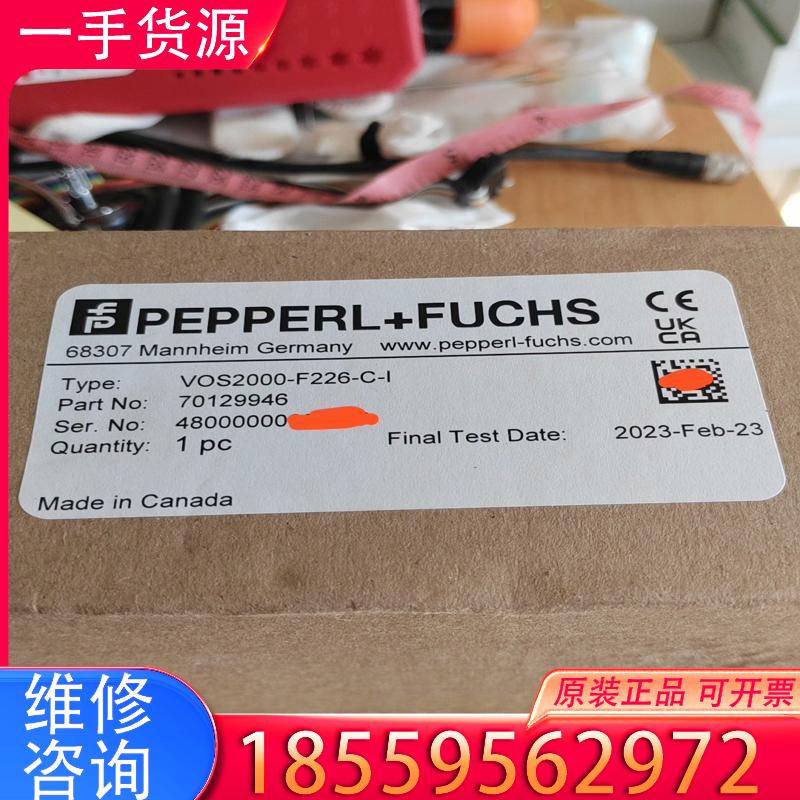 一手货源
PEPPERL+FUCHS
68307 Mannheim Germany www.pepperl-fuchs.com
CE
UK
CA
Type: VOS2000-F226-C-I
Part No: 70129946
Ser. No: 48000000
Quantity: 1 pc
Final Test Date: 2023-Feb-23
Made in Canada
维修
咨询
原装正品 可开票
18559562972